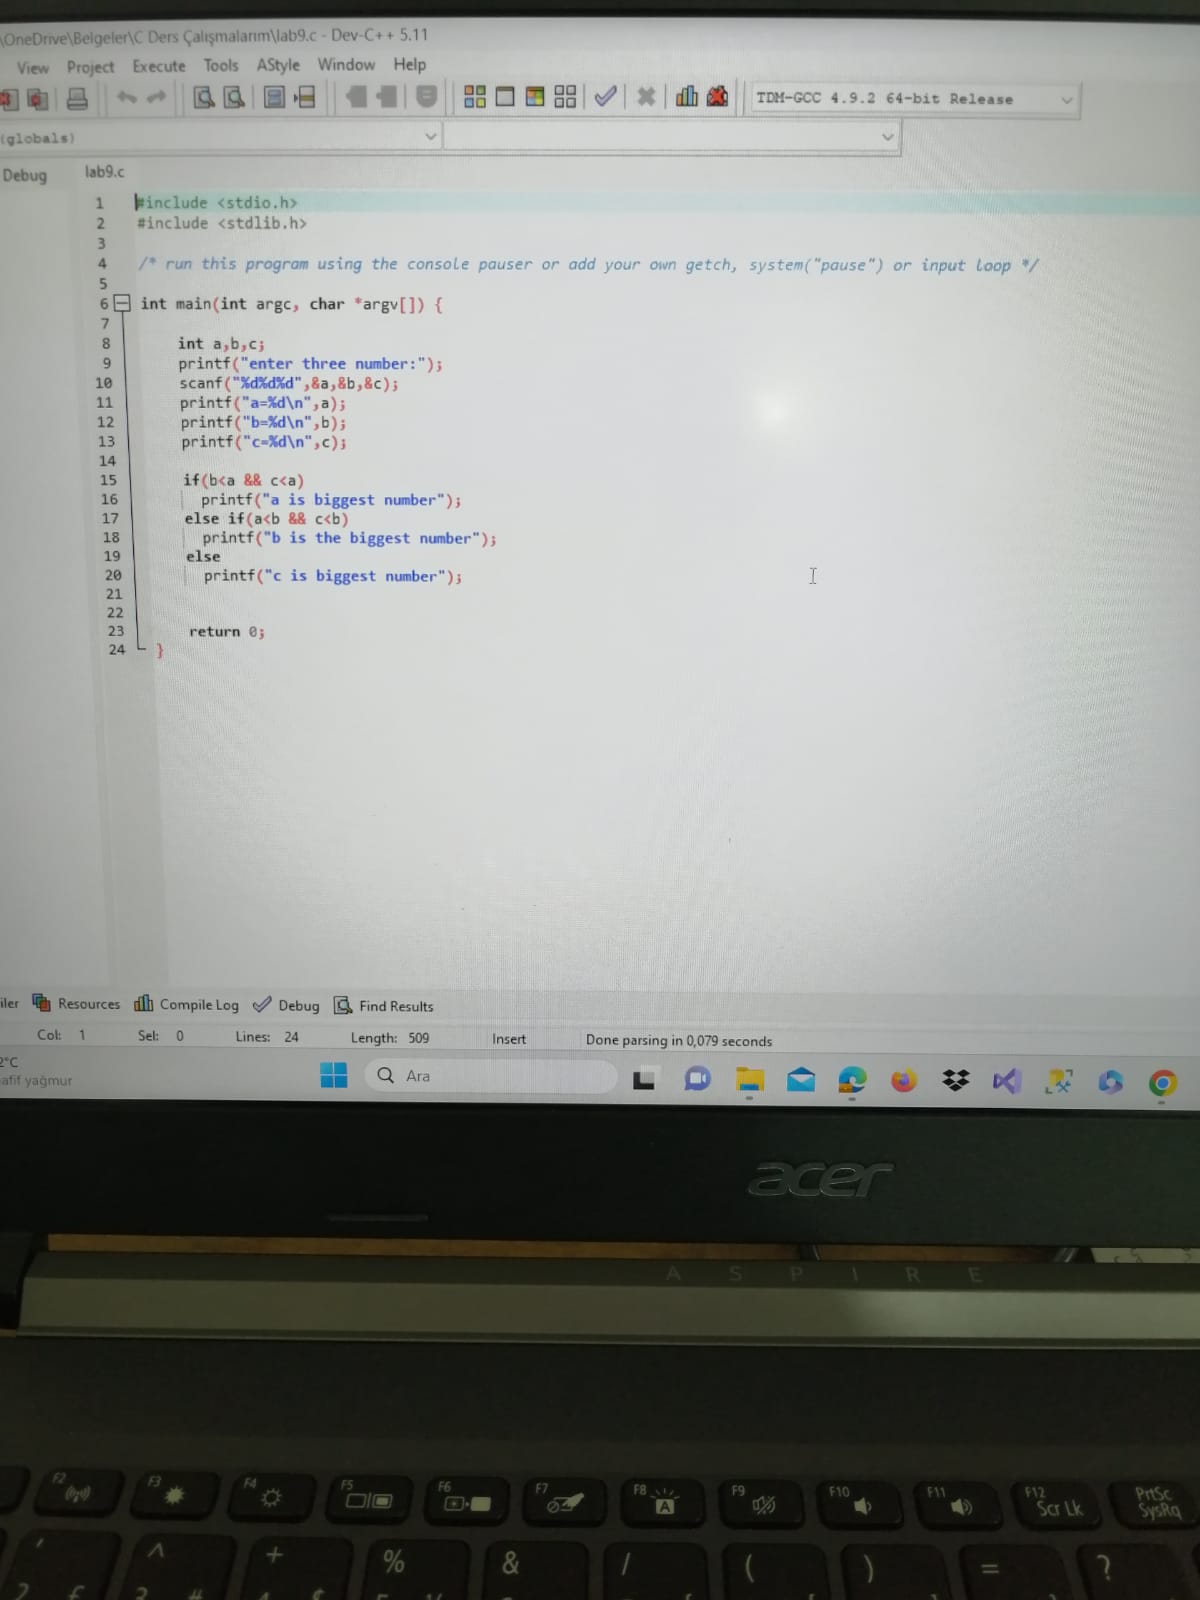 \OneDrive\Belgeler\C Ders Çalışmalarım\lab9.c - Dev-C++ 5.11
View Project Execute Tools AStyle Window Help
TDM-GCC 4.9.2 64-bit Release
(globals)
Debug lab9.c
1 #include <stdio.h>
2 #include <stdlib.h>
3
4 /* run this program using the console pauser or add your own getch, system("pause") or input loop */
5
6 int main(int argc, char *argv[]) {
7
8 int a,b,c;
9 printf("enter three number:");
10 scanf("%d%d%d",&a,&b,&c);
11 printf("a=%d\n",a);
12 printf("b=%d\n",b);
13 printf("c=%d\n",c);
14
15 if(b<a && c<a)
16 printf("a is biggest number");
17 else if(a<b && c<b)
18 printf("b is the biggest number");
19 else
20 printf("c is biggest number");
21
22
23 return 0;
24 }
iler Resources Compile Log Debug Find Results
Col: 1 Sel: 0 Lines: 24 Length: 509 Insert Done parsing in 0,079 seconds
2°C
afif yağmur
Ara
acer
ASPIRE
F2 F3 F4 F5 F6 F7 F8 F9 F10 F11 F12 PrtSc
A Scr Lk SysRq
' ^ + % & / ( ) = ?